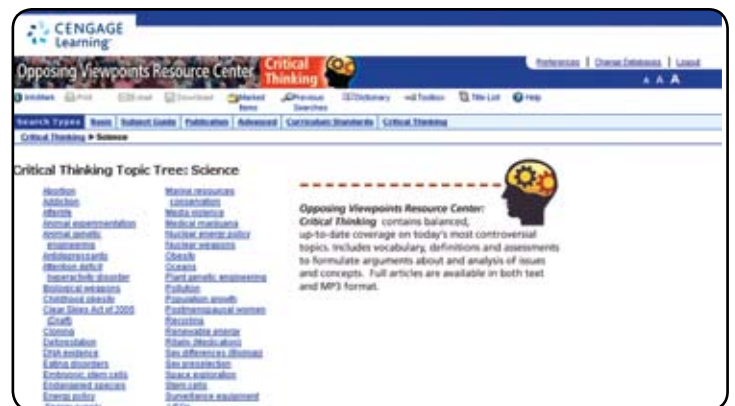 CENGAGE
Learning
Opposing Viewpoints Resource Center Critical Thinking
Preferences | Change Databases | Logout
A A A
InfoMark Print E-mail Download Marked Items Previous Searches Dictionary Toolbox Title List Help
Search Types Basic Subject Guide Publication Advanced Curriculum Standards Critical Thinking
Critical Thinking ▶ Science
Critical Thinking Topic Tree: Science
Abortion
Addiction
Animal experimentation
Animal genetic
engineering
Antidepressants
Attention deficit
hyperactivity disorder
Biological weapons
Childhood obesity
Clear Skies Act of 2005
(Draft)
Cloning
Deforestation
DNA evidence
Eating disorders
Embryonic stem cells
Endangered species
Energy policy
Marine resources
conservation
Media violence
Medical marijuana
Nuclear energy policy
Nuclear weapons
Obesity
Oceans
Plant genetic engineering
Pollution
Population growth
Postmenopausal women
Recycling
Renewable energy
Ritalin (Medication)
Sex differences (Biology)
Sex preselection
Space exploration
Stem cells
Surveillance equipment
Opposing Viewpoints Resource Center:
Critical Thinking contains balanced,
up-to-date coverage on today's most controversial
topics. Includes vocabulary, definitions and assessments
to formulate arguments about and analysis of issues
and concepts. Full articles are available in both text
and MP3 format.